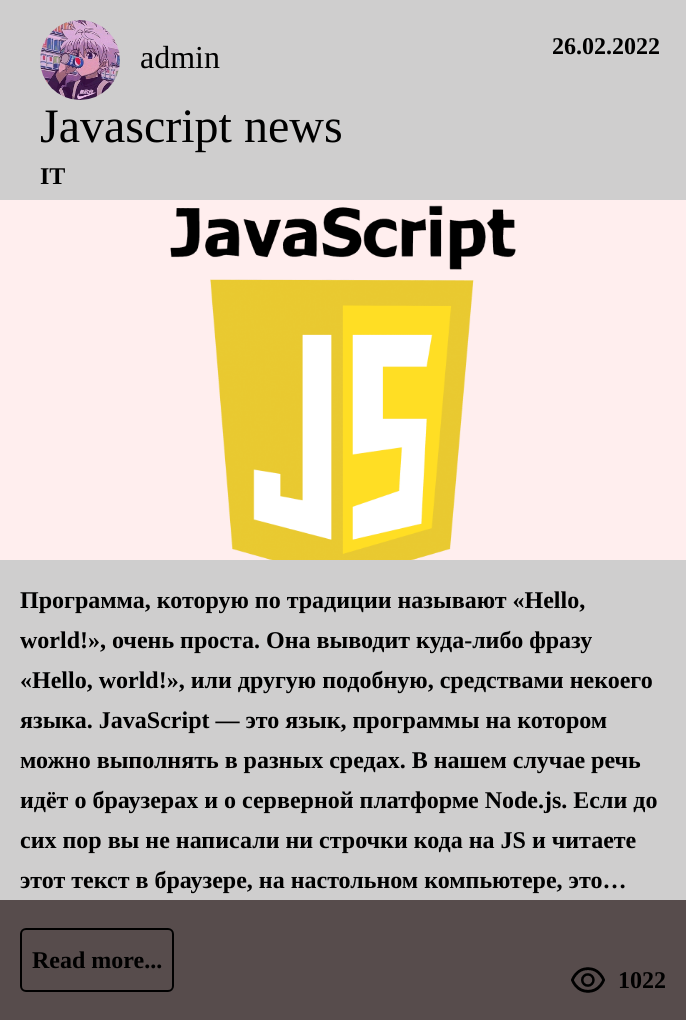 admin
26.02.2022
Javascript news
IT
JavaScript
JS
Программа, которую по традиции называют «Hello,
world!», очень проста. Она выводит куда-либо фразу
«Hello, world!», или другую подобную, средствами некоего
языка. JavaScript — это язык, программы на котором
можно выполнять в разных средах. В нашем случае речь
идёт о браузерах и о серверной платформе Node.js. Если до
сих пор вы не написали ни строчки кода на JS и читаете
этот текст в браузере, на настольном компьютере, это…
Read more...
1022